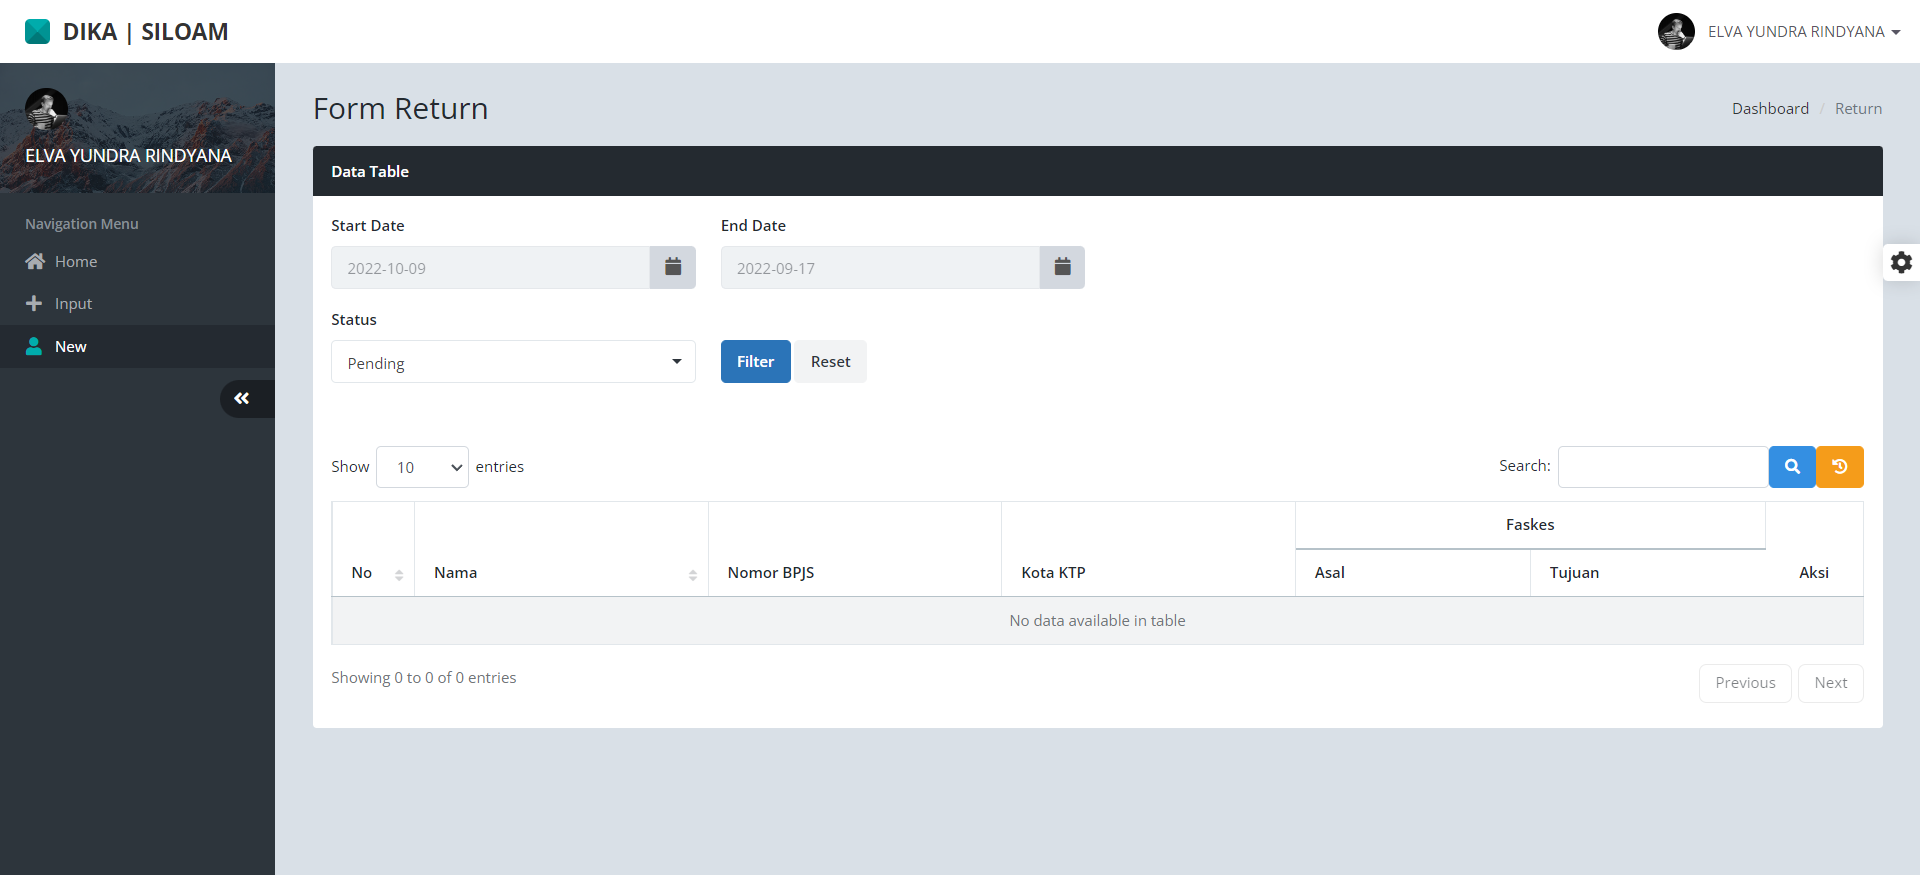 DIKA | SILOAM
ELVA YUNDRA RINDYANA
ELVA YUNDRA RINDYANA
Navigation Menu
Home
Input
New
Form Return
Dashboard / Return
Data Table
Start Date
End Date
2022-10-09
2022-09-17
Status
Pending
Filter
Reset
Show 10 entries
Search:
Faskes
No
Nama
Nomor BPJS
Kota KTP
Asal
Tujuan
Aksi
No data available in table
Showing 0 to 0 of 0 entries
Previous
Next